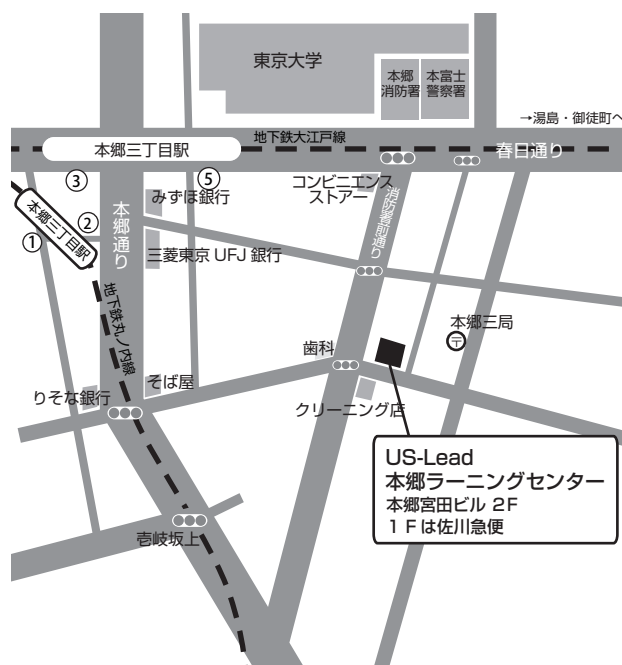 東京大学
本郷
消防署
本富士
警察署
→湯島・御徒町へ
地下鉄大江戸線
本郷三丁目駅
春日通り
③
⑤
コンビニエンス
ストアー
みずほ銀行
本郷三丁目駅
②
①
本郷通り
消防署前通り
三菱東京 UFJ 銀行
地下鉄丸ノ内線
本郷三局
〒
歯科
そば屋
りそな銀行
クリーニング店
US-Lead
本郷ラーニングセンター
本郷宮田ビル 2F
１Ｆは佐川急便
壱岐坂上